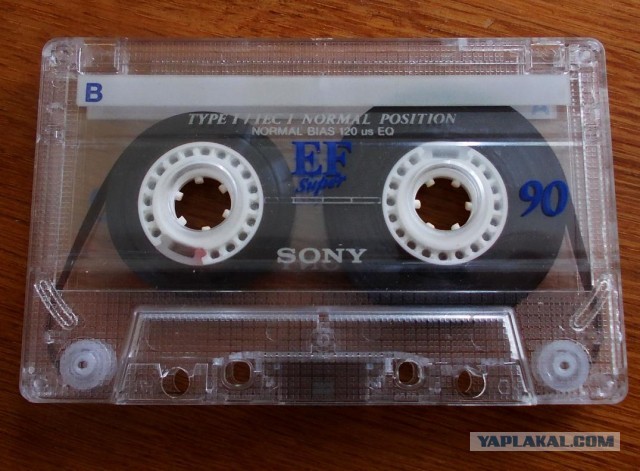 B
A
TYPE I / IEC I NORMAL POSITION
NORMAL BIAS 120 us EQ
EF
Super
90
SONY
YAPLAKAL.COM